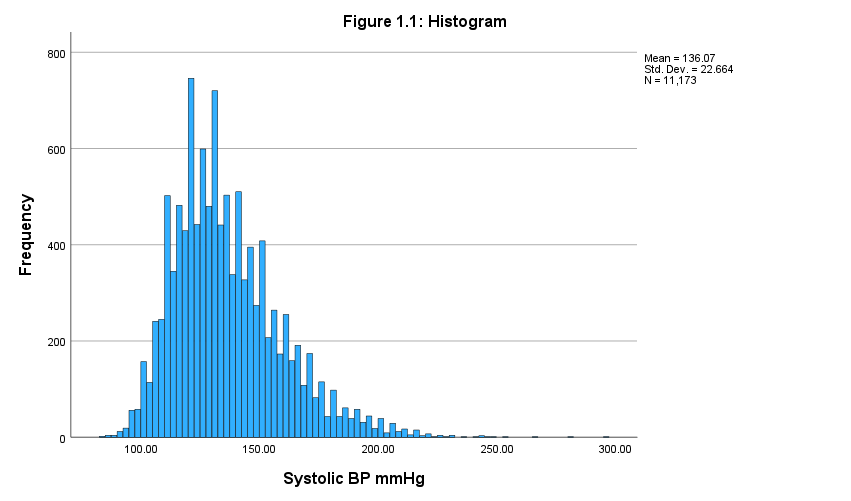 Figure 1.1: Histogram
Mean = 136.07
Std. Dev. = 22.664
N = 11,173
800
600
400
200
0
Frequency
100.00 150.00 200.00 250.00 300.00
Systolic BP mmHg